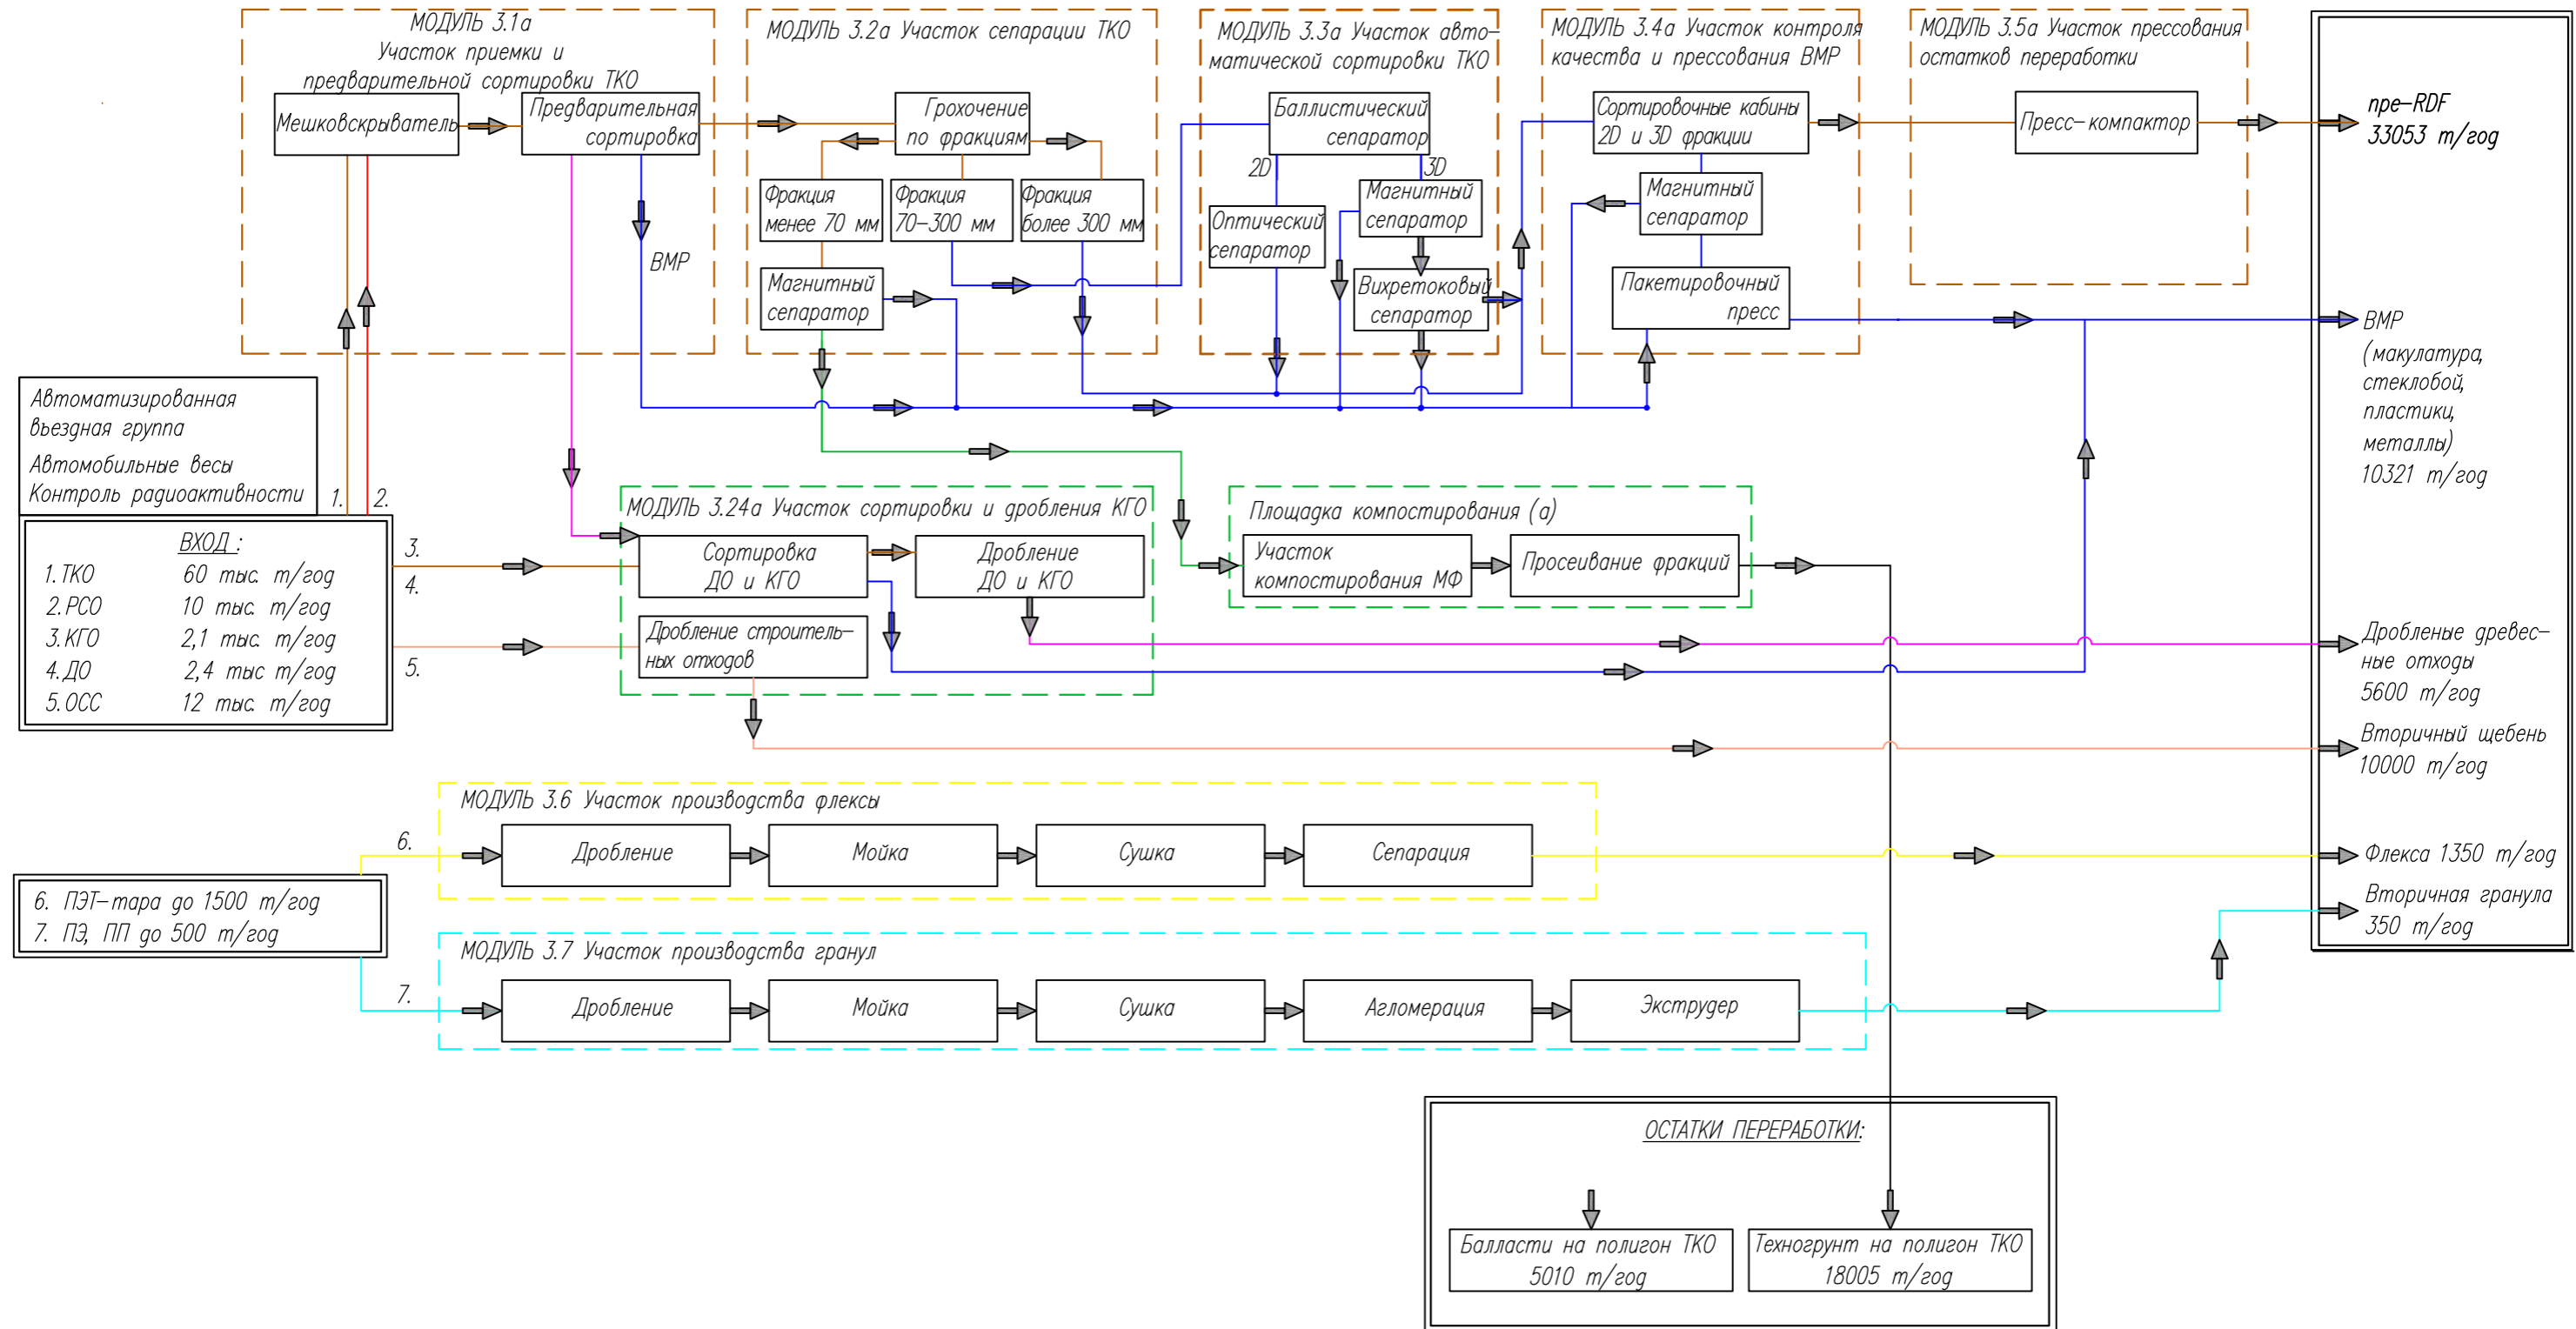 МОДУЛЬ 3.1а
Участок приемки и
предварительной сортировки ТКО
Мешковскрыватель
Предварительная
сортировка
ВМР
МОДУЛЬ 3.2а Участок сепарации ТКО
Грохочение
по фракциям
Фракция
менее 70 мм
Фракция
70-300 мм
Фракция
более 300 мм
Магнитный
сепаратор
МОДУЛЬ 3.3а Участок авто-
матической сортировки ТКО
Баллистический
сепаратор
2D
3D
Оптический
сепаратор
Магнитный
сепаратор
Вихретоковый
сепаратор
МОДУЛЬ 3.4а Участок контроля
качества и прессования ВМР
Сортировочные кабины
2D и 3D фракции
Магнитный
сепаратор
Пакетировочный
пресс
МОДУЛЬ 3.5а Участок прессования
остатков переработки
Пресс-компактор
пре-RDF
33053 т/год
ВМР
(макулатура,
стеклобой,
пластики,
металлы)
10321 т/год
Дробленые древес-
ные отходы
5600 т/год
Вторичный щебень
10000 т/год
Флекса 1350 т/год
Вторичная гранула
350 т/год
Автоматизированная
въездная группа
Автомобильные весы
Контроль радиоактивности
1.
2.
ВХОД :
1. ТКО 60 тыс. т/год
2. РСО 10 тыс. т/год
3. КГО 2,1 тыс. т/год
4. ДО 2,4 тыс т/год
5. ОСС 12 тыс. т/год
3.
4.
5.
МОДУЛЬ 3.24а Участок сортировки и дробления КГО
Сортировка
ДО и КГО
Дробление
ДО и КГО
Дробление строитель-
ных отходов
Площадка компостирования (а)
Участок
компостирования МФ
Просеивание фракций
6. ПЭТ-тара до 1500 т/год
7. ПЭ, ПП до 500 т/год
6.
7.
МОДУЛЬ 3.6 Участок производства флексы
Дробление
Мойка
Сушка
Сепарация
МОДУЛЬ 3.7 Участок производства гранул
Дробление
Мойка
Сушка
Агломерация
Экструдер
ОСТАТКИ ПЕРЕРАБОТКИ:
Балласти на полигон ТКО
5010 т/год
Техногрунт на полигон ТКО
18005 т/год